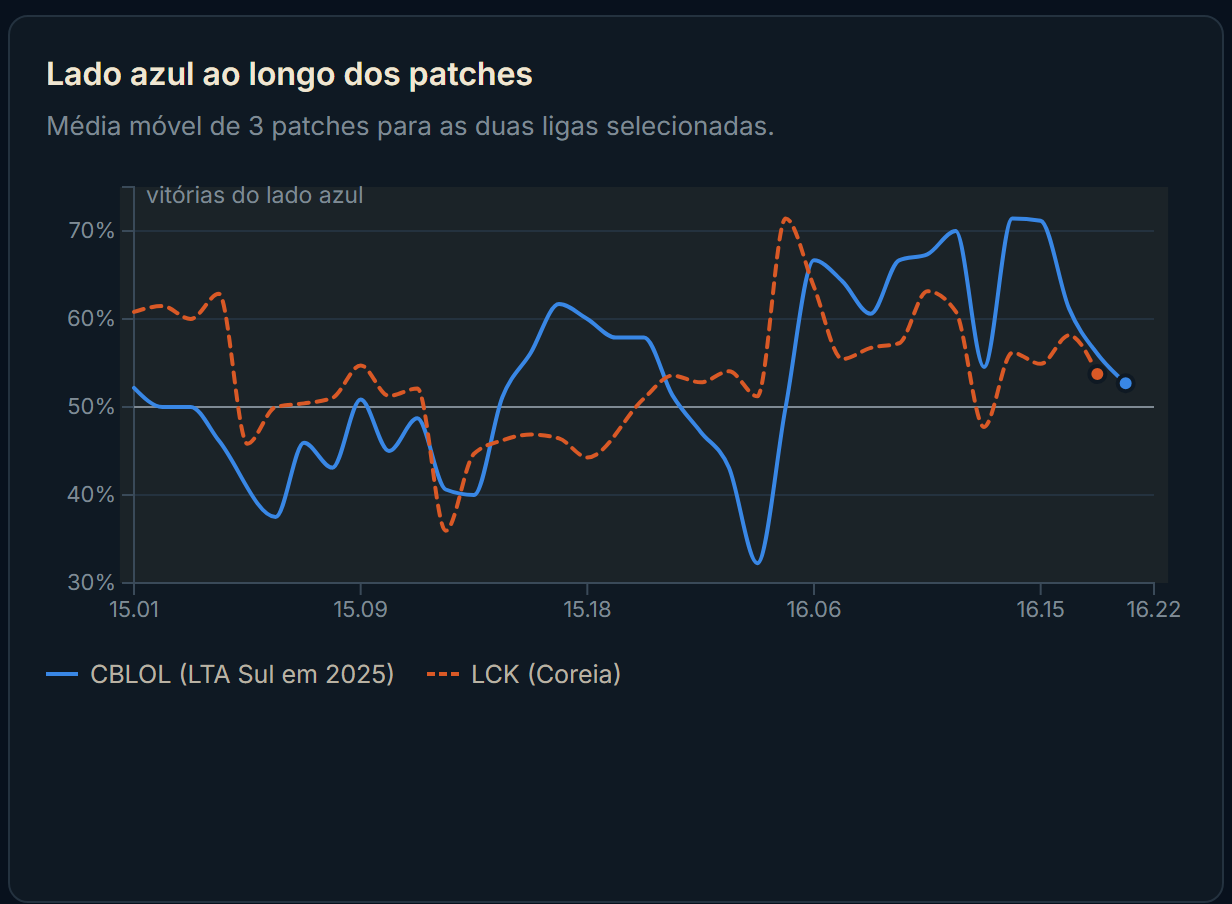 Lado azul ao longo dos patches
Média móvel de 3 patches para as duas ligas selecionadas.
vitórias do lado azul
70%
60%
50%
40%
30%
15.01 15.09 15.18 16.06 16.15 16.22
CBLOL (LTA Sul em 2025) LCK (Coreia)